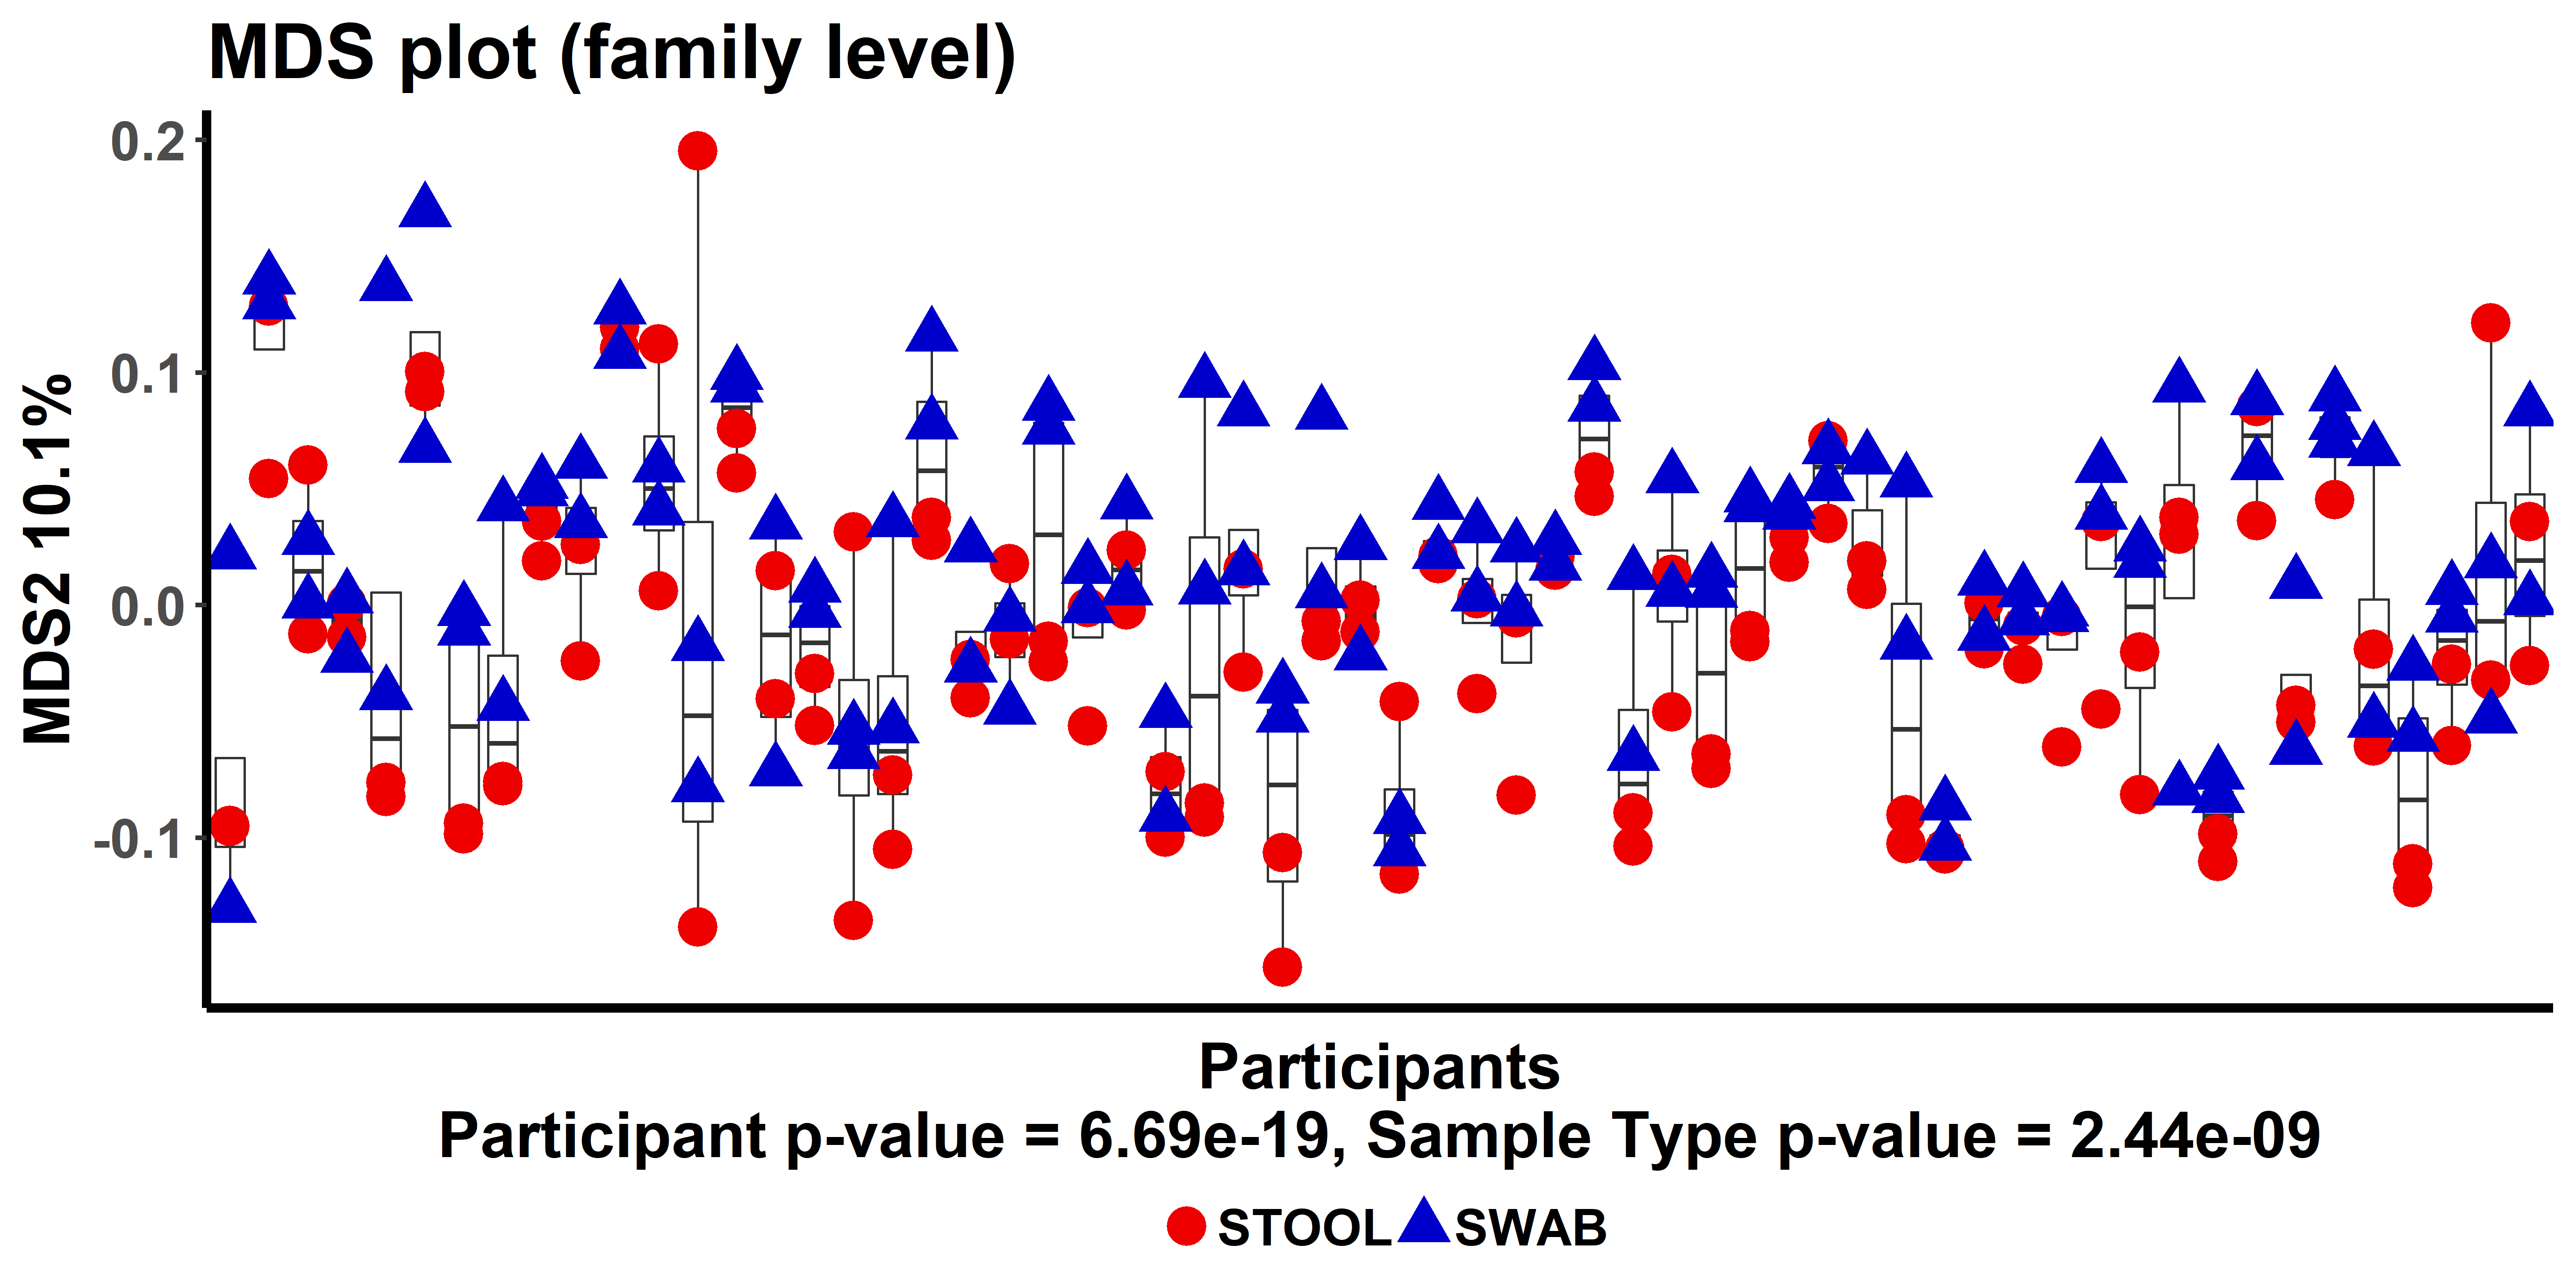 MDS plot (family level)
MDS2 10.1%
0.2
0.1
0.0
-0.1
Participants
Participant p-value = 6.69e-19, Sample Type p-value = 2.44e-09
STOOL SWAB